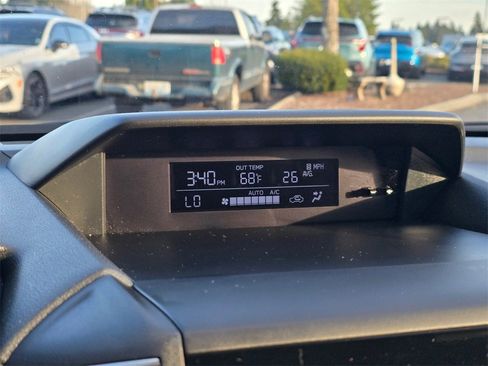 OUT TEMP MPH
3:40 PM 68°F 26 AVG.
AUTO A/C
LO